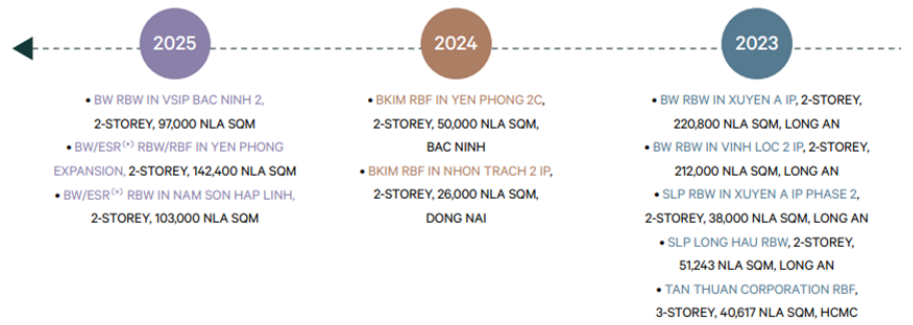 2025
• BW RBW IN VSIP BAC NINH 2,
2-STOREY, 97,000 NLA SQM
• BW/ESR(*) RBW/RBF IN YEN PHONG
EXPANSION, 2-STOREY, 142,400 NLA SQM
• BW/ESR(*) RBW IN NAM SON HAP LINH,
2-STOREY, 103,000 NLA SQM
2024
• BKIM RBF IN YEN PHONG 2C,
2-STOREY, 50,000 NLA SQM,
BAC NINH
• BKIM RBF IN NHON TRACH 2 IP,
2-STOREY, 26,000 NLA SQM,
DONG NAI
2023
• BW RBW IN XUYEN A IP, 2-STOREY,
220,800 NLA SQM, LONG AN
• BW RBW IN VINH LOC 2 IP, 2-STOREY,
212,000 NLA SQM, LONG AN
• SLP RBW IN XUYEN A IP PHASE 2,
2-STOREY, 38,000 NLA SQM, LONG AN
• SLP LONG HAU RBW, 2-STOREY,
51,243 NLA SQM, LONG AN
• TAN THUAN CORPORATION RBF,
3-STOREY, 40,617 NLA SQM, HCMC